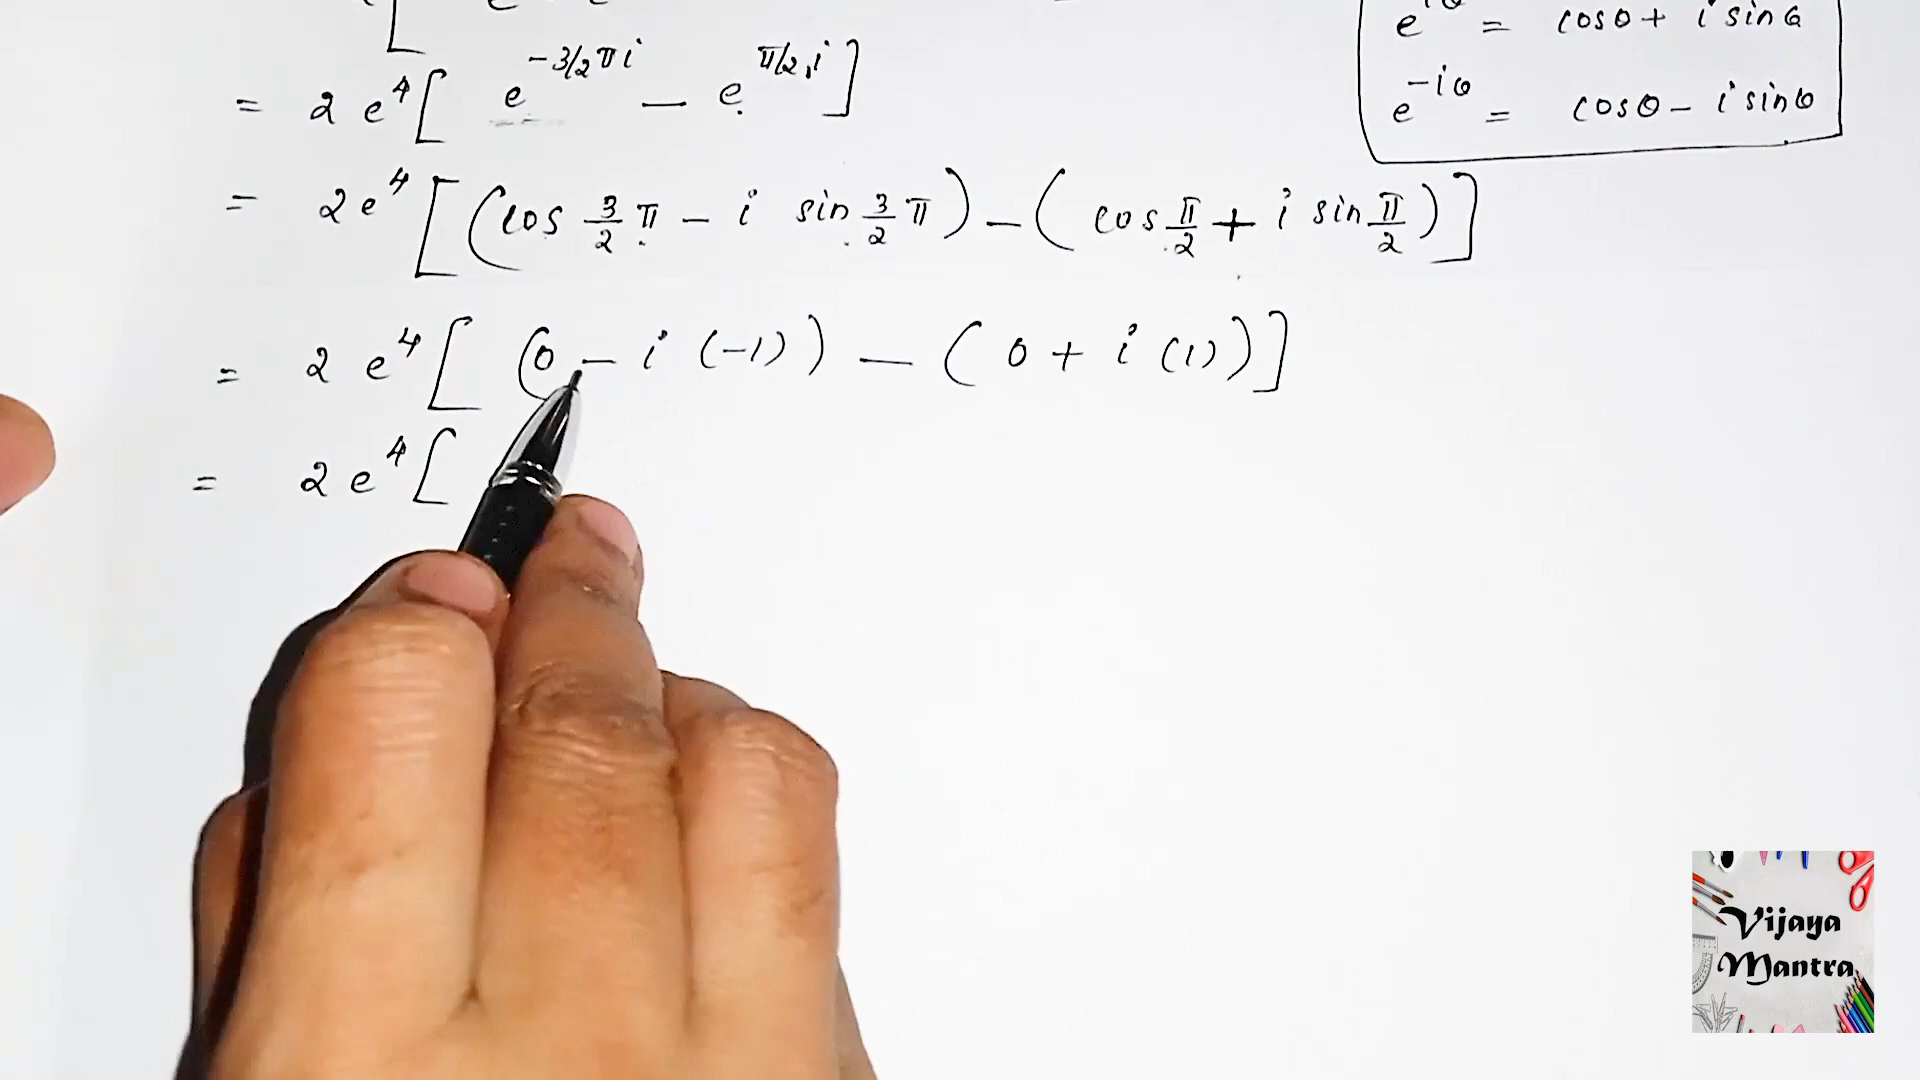 e^{iθ} = cosθ + i sinθ
= 2 e^4 [ e^{-3/2 π i} - e^{π/2 . i} ]
e^{-iθ} = cosθ - i sinθ
= 2e^4 [ ( cos 3/2 π - i sin 3/2 π ) - ( cos π/2 + i sin π/2 ) ]
= 2 e^4 [ ( 0 - i (-1) ) - ( 0 + i (1) ) ]
= 2 e^4 [
Vijaya
Mantra